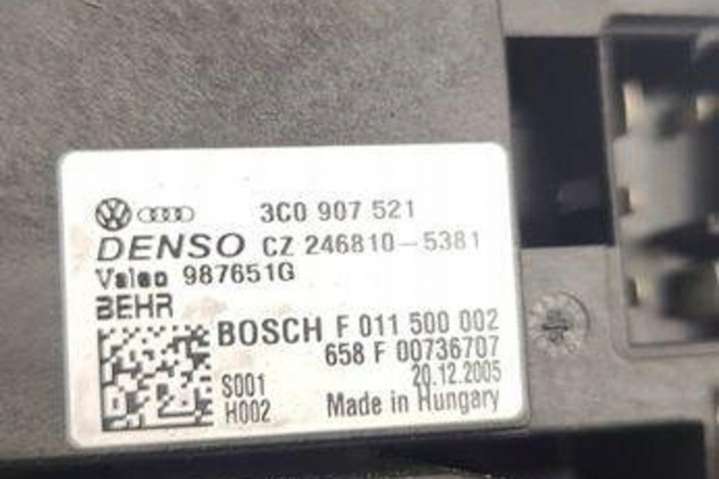 3C0 907 521
DENSO CZ 246810-5381
Valeo 987651G
BEHR
BOSCH F 011 500 002
658 F 00736707
S001 20.12.2005
H002 Made in Hungary